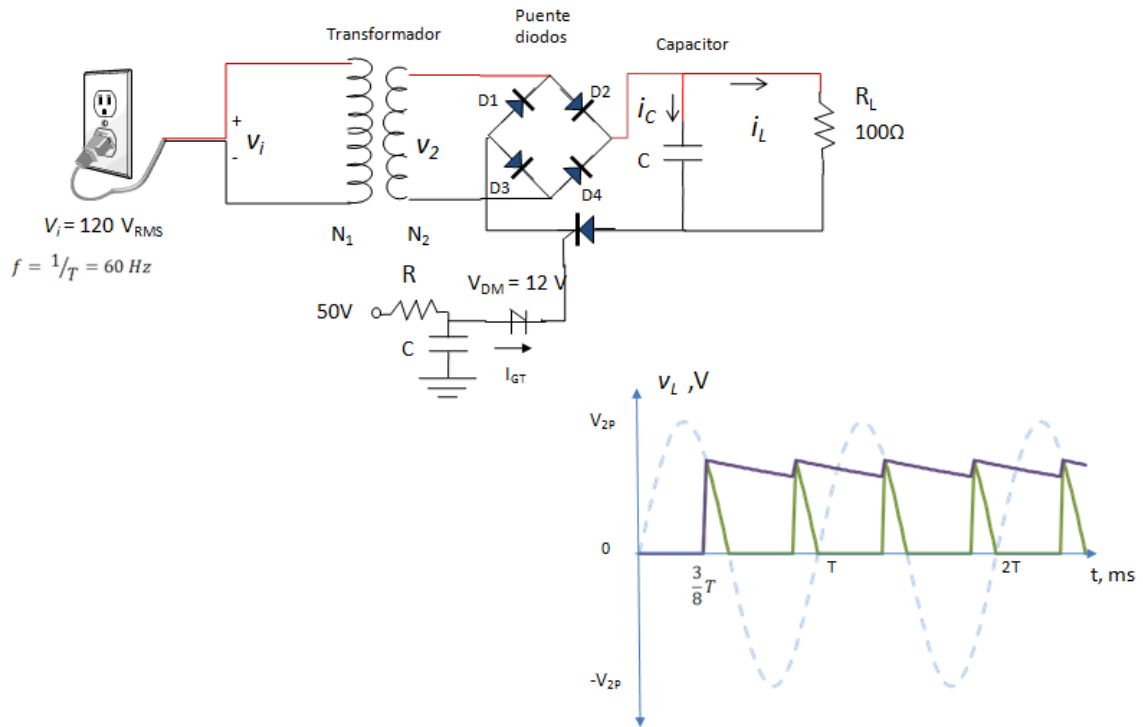 Transformador
Puente
diodos
Capacitor
D1
D2
D3
D4
+
vi
-
v2
iC
iL
C
RL
100Ω
Vi = 120 VRMS
f = 1/T = 60 Hz
N1
N2
R
VDM = 12 V
50V
C
IGT
vL ,V
V2P
0
3/8 T
T
2T
t, ms
-V2P